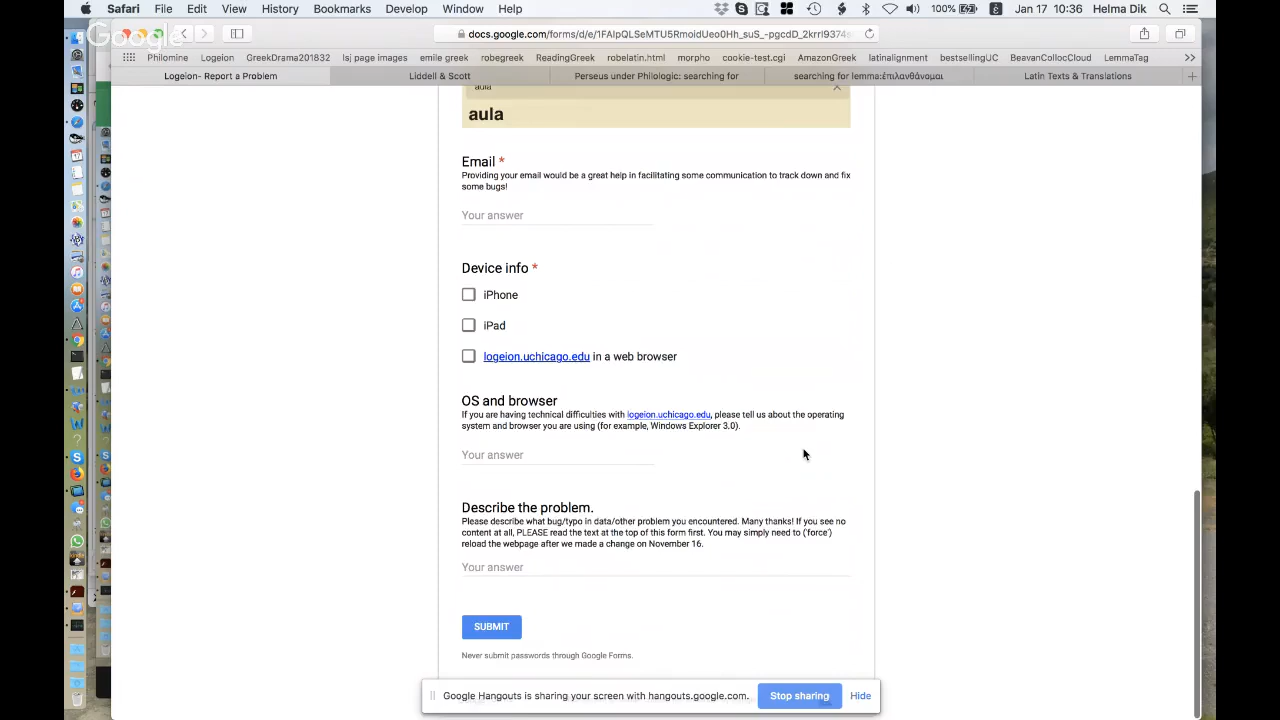 Safari File Edit View History Bookmarks Develop Window Help 100% Jan 17 10:36 Helma Dik
Google
docs.google.com/forms/d/e/1FAIpQLSeMTU5RmoidUeo0Hh_suS_-pgcdD_2krrl9374s
Philomine Logeion GreekDrama201832 lsj page images emile greek robegreek ReadingGreek robelatin.html morpho cookie-test.cgi AmazonGreek latinalignment bestsellingUC BeavanCollocCloud LemmaTag
Logeion- Report a Problem Liddell & Scott Perseus under Philologic: searching for searching for lemma:ἐπιλανθάνομαι Latin Texts & Translations
aula
aula
Email *
Providing your email would be a great help in facilitating some communication to track down and fix
some bugs!
Your answer
Device info *
iPhone
iPad
logeion.uchicago.edu in a web browser
OS and browser
If you are having technical difficulties with logeion.uchicago.edu, please tell us about the operating
system and browser you are using (for example, Windows Explorer 3.0).
Your answer
Describe the problem.
Please describe what bug/typo in data/other problem you encountered. Many thanks! If you see no
content at all, PLEASE read the text at the top of this form first. You may simply need to ('force')
reload the webpage after we made a change on November 16.
Your answer
SUBMIT
Never submit passwords through Google Forms.
Google Hangouts is sharing your screen with hangouts.google.com. Stop sharing Hide